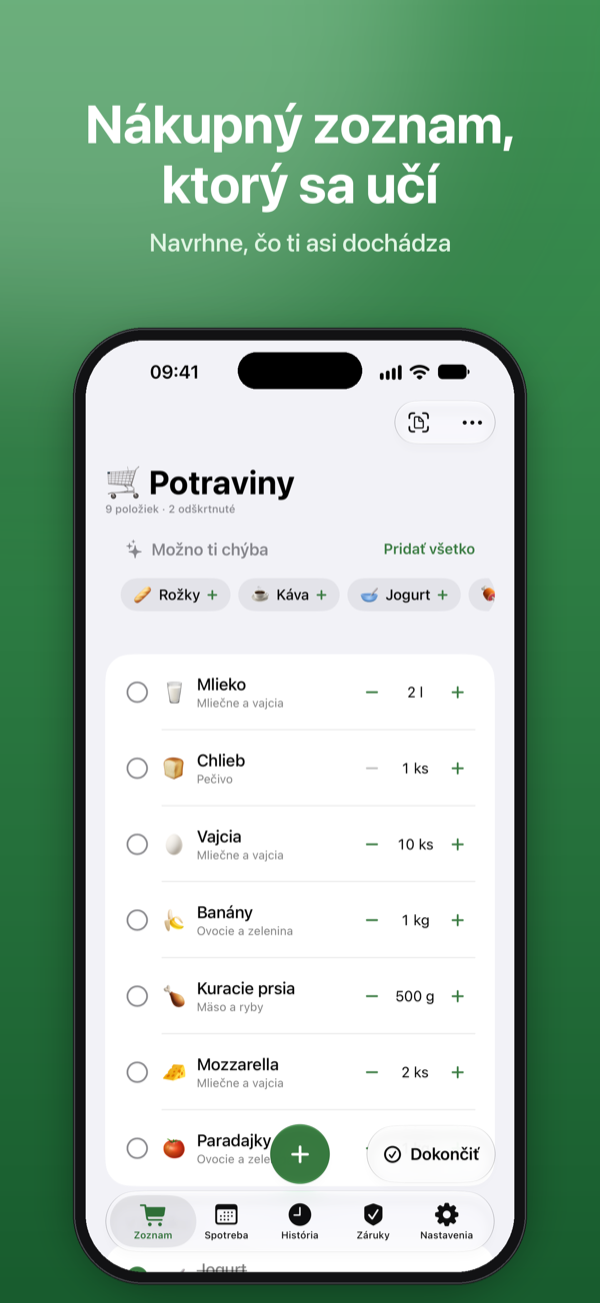 Nákupný zoznam,
ktorý sa učí
Navrhne, čo ti asi dochádza
09:41
Potraviny
9 položiek · 2 odškrtnuté
Možno ti chýba
Pridať všetko
Rožky +
Káva +
Jogurt +
Mlieko
Mliečne a vajcia
− 2 l +
Chlieb
Pečivo
− 1 ks +
Vajcia
Mliečne a vajcia
− 10 ks +
Banány
Ovocie a zelenina
− 1 kg +
Kuracie prsia
Mäso a ryby
− 500 g +
Mozzarella
Mliečne a vajcia
− 2 ks +
Paradajky
Ovocie a zele
+
Dokončiť
Zoznam
Spotreba
História
Záruky
Nastavenia
Jogurt